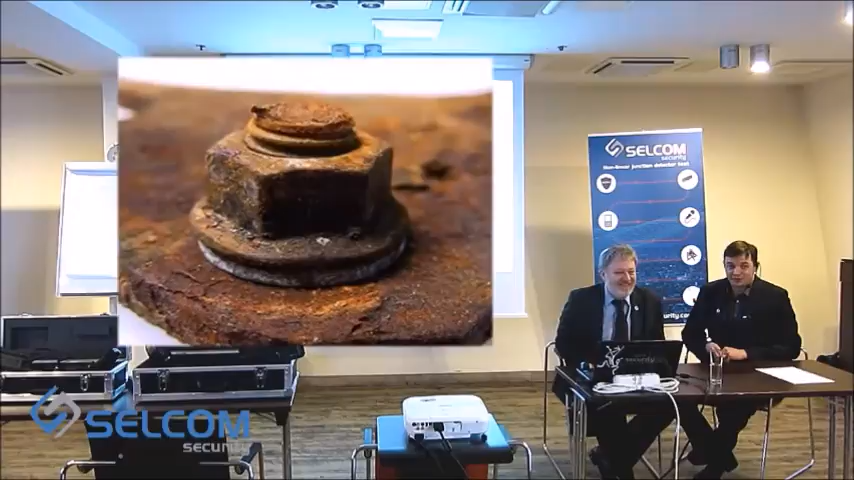 SELCOM
security
Non-linear junction detector test
SELCOM
security